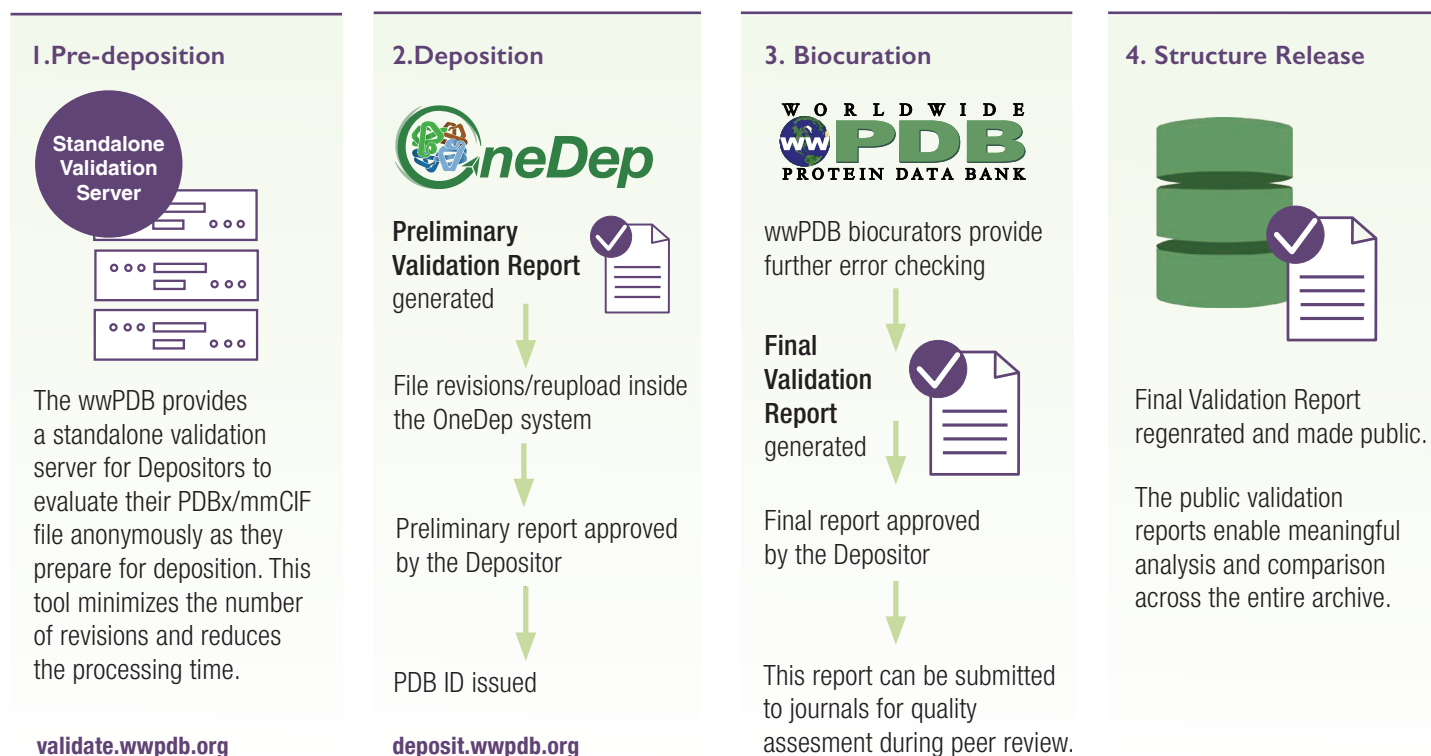 1.Pre-deposition
Standalone
Validation
Server
The wwPDB provides
a standalone validation
server for Depositors to
evaluate their PDBx/mmCIF
file anonymously as they
prepare for deposition. This
tool minimizes the number
of revisions and reduces
the processing time.
validate.wwpdb.org
2.Deposition
OneDep
Preliminary
Validation Report
generated
File revisions/reupload inside
the OneDep system
Preliminary report approved
by the Depositor
PDB ID issued
deposit.wwpdb.org
3. Biocuration
WORLDWIDE
ww PDB
PROTEIN DATA BANK
wwPDB biocurators provide
further error checking
Final
Validation
Report
generated
Final report approved
by the Depositor
This report can be submitted
to journals for quality
assesment during peer review.
4. Structure Release
Final Validation Report
regenrated and made public.
The public validation
reports enable meaningful
analysis and comparison
across the entire archive.